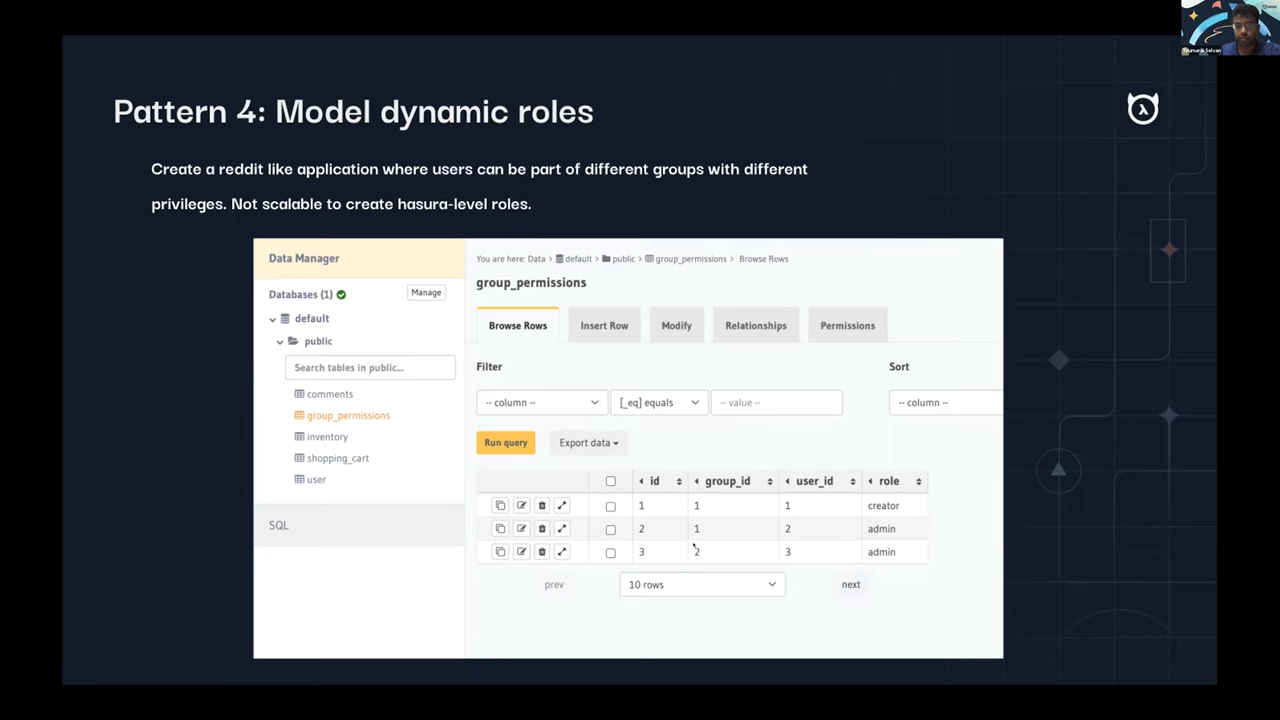 Pattern 4: Model dynamic roles
Create a reddit like application where users can be part of different groups with different
privileges. Not scalable to create hasura-level roles.
Data Manager
Databases (1)
Manage
default
public
Search tables in public...
comments
group_permissions
inventory
shopping_cart
user
SQL
You are here: Data > default > public > group_permissions > Browse Rows
group_permissions
Browse Rows Insert Row Modify Relationships Permissions
Filter Sort
-- column -- [_eq] equals -- value -- -- column --
Run query Export data
id group_id user_id role
1 1 1 creator
2 1 2 admin
3 2 3 admin
prev 10 rows next